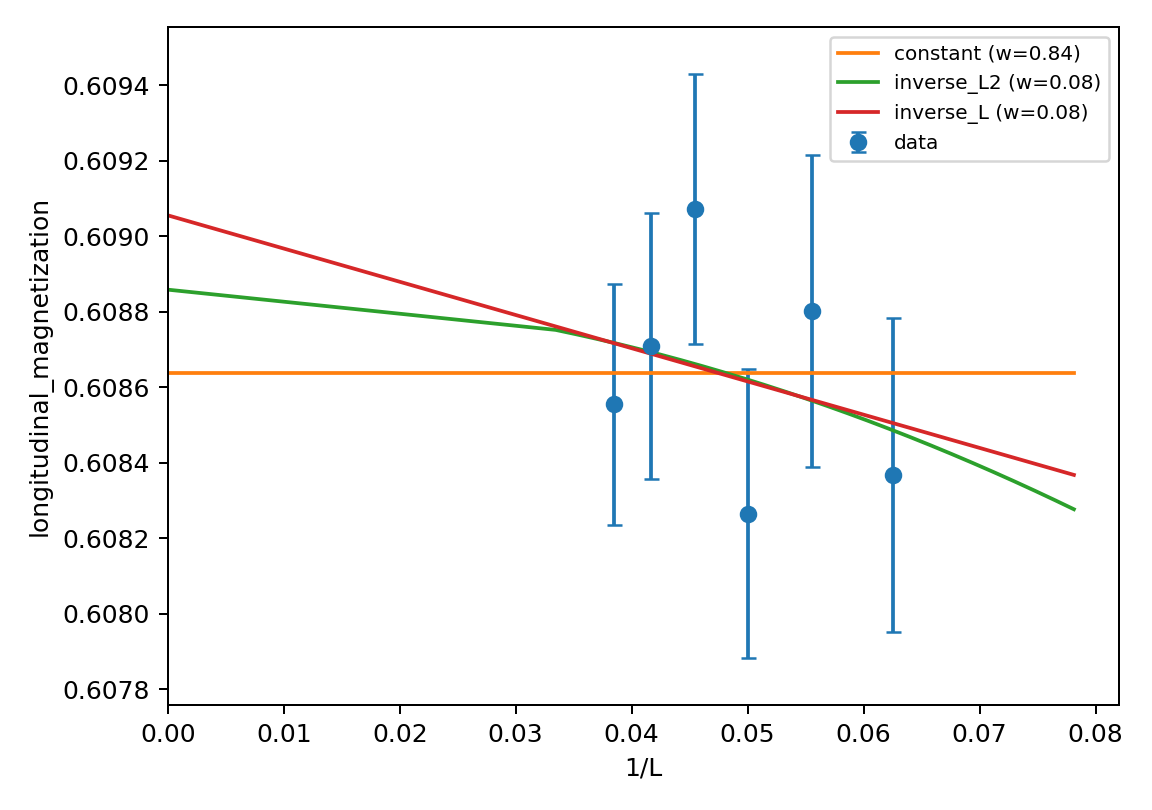 constant (w=0.84)
inverse_L2 (w=0.08)
inverse_L (w=0.08)
data
longitudinal_magnetization
0.6094
0.6092
0.6090
0.6088
0.6086
0.6084
0.6082
0.6080
0.6078
0.00 0.01 0.02 0.03 0.04 0.05 0.06 0.07 0.08
1/L